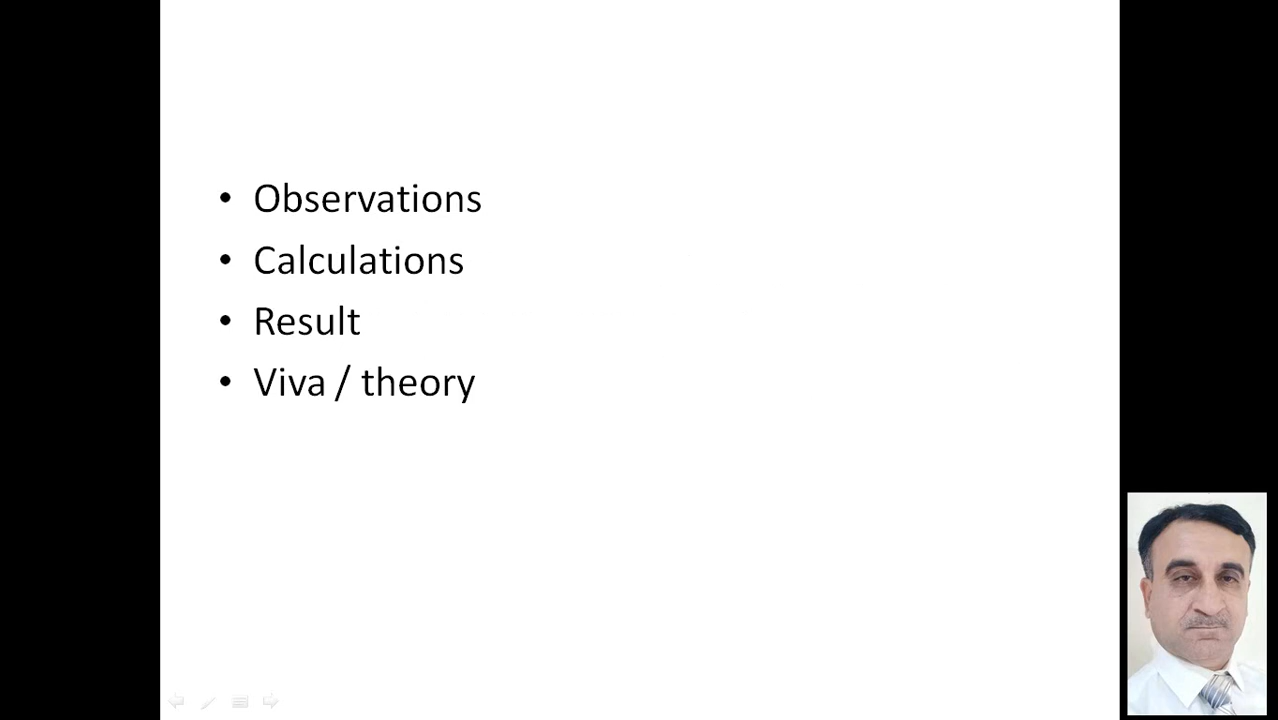 • Observations
• Calculations
• Result
• Viva / theory